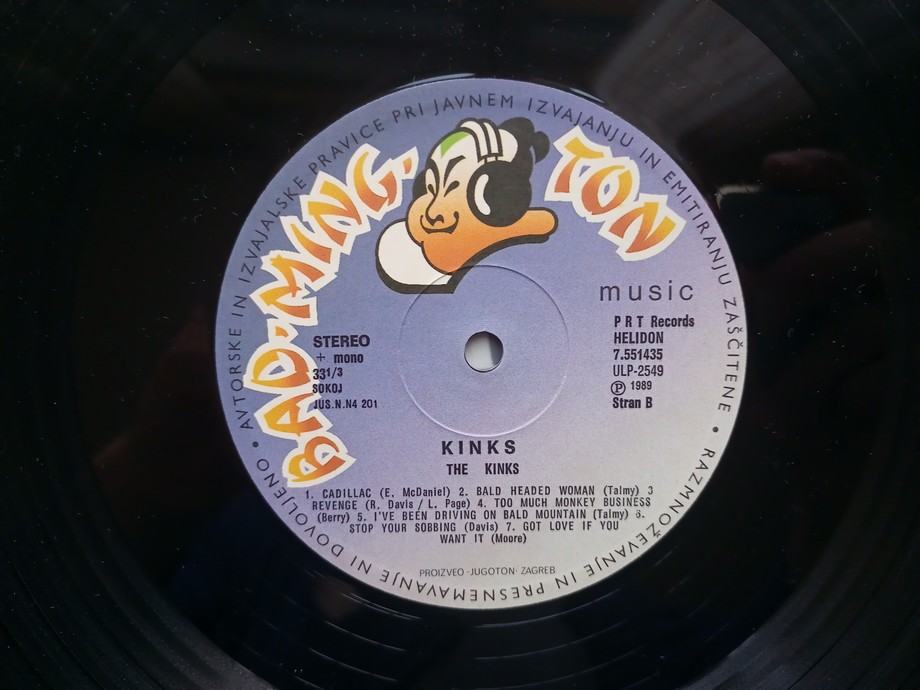 AVTORSKE IN IZVAJALSKE PRAVICE PRI JAVNEM IZVAJANJU IN EMITIRANJU ZAŠČITENE • RAZMNOŽEVANJE IN PRESNEMAVANJE NI DOVOLJENO •
BAD·MING·TON
music
STEREO
+ mono
33 1/3
SOKOJ
JUS.N.N4 201
P R T Records
HELIDON
7.551435
ULP-2549
Ⓟ 1989
Stran B
KINKS
THE KINKS
1. CADILLAC (E. McDaniel) 2. BALD HEADED WOMAN (Talmy) 3
REVENGE (R. Davis / L. Page) 4. TOO MUCH MONKEY BUSINESS
(Berry) 5. I'VE BEEN DRIVING ON BALD MOUNTAIN (Talmy) 6.
STOP YOUR SOBBING (Davis) 7. GOT LOVE IF YOU
WANT IT (Moore)
PROIZVEO · JUGOTON · ZAGREB